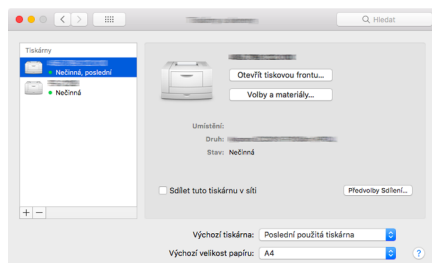 Hledat
Tiskárny
Nečinná, poslední
Nečinná
Otevřít tiskovou frontu...
Volby a materiály...
Umístění:
Druh:
Stav: Nečinná
Sdílet tuto tiskárnu v síti
Předvolby Sdílení...
+ −
Výchozí tiskárna: Poslední použitá tiskárna
Výchozí velikost papíru: A4
?